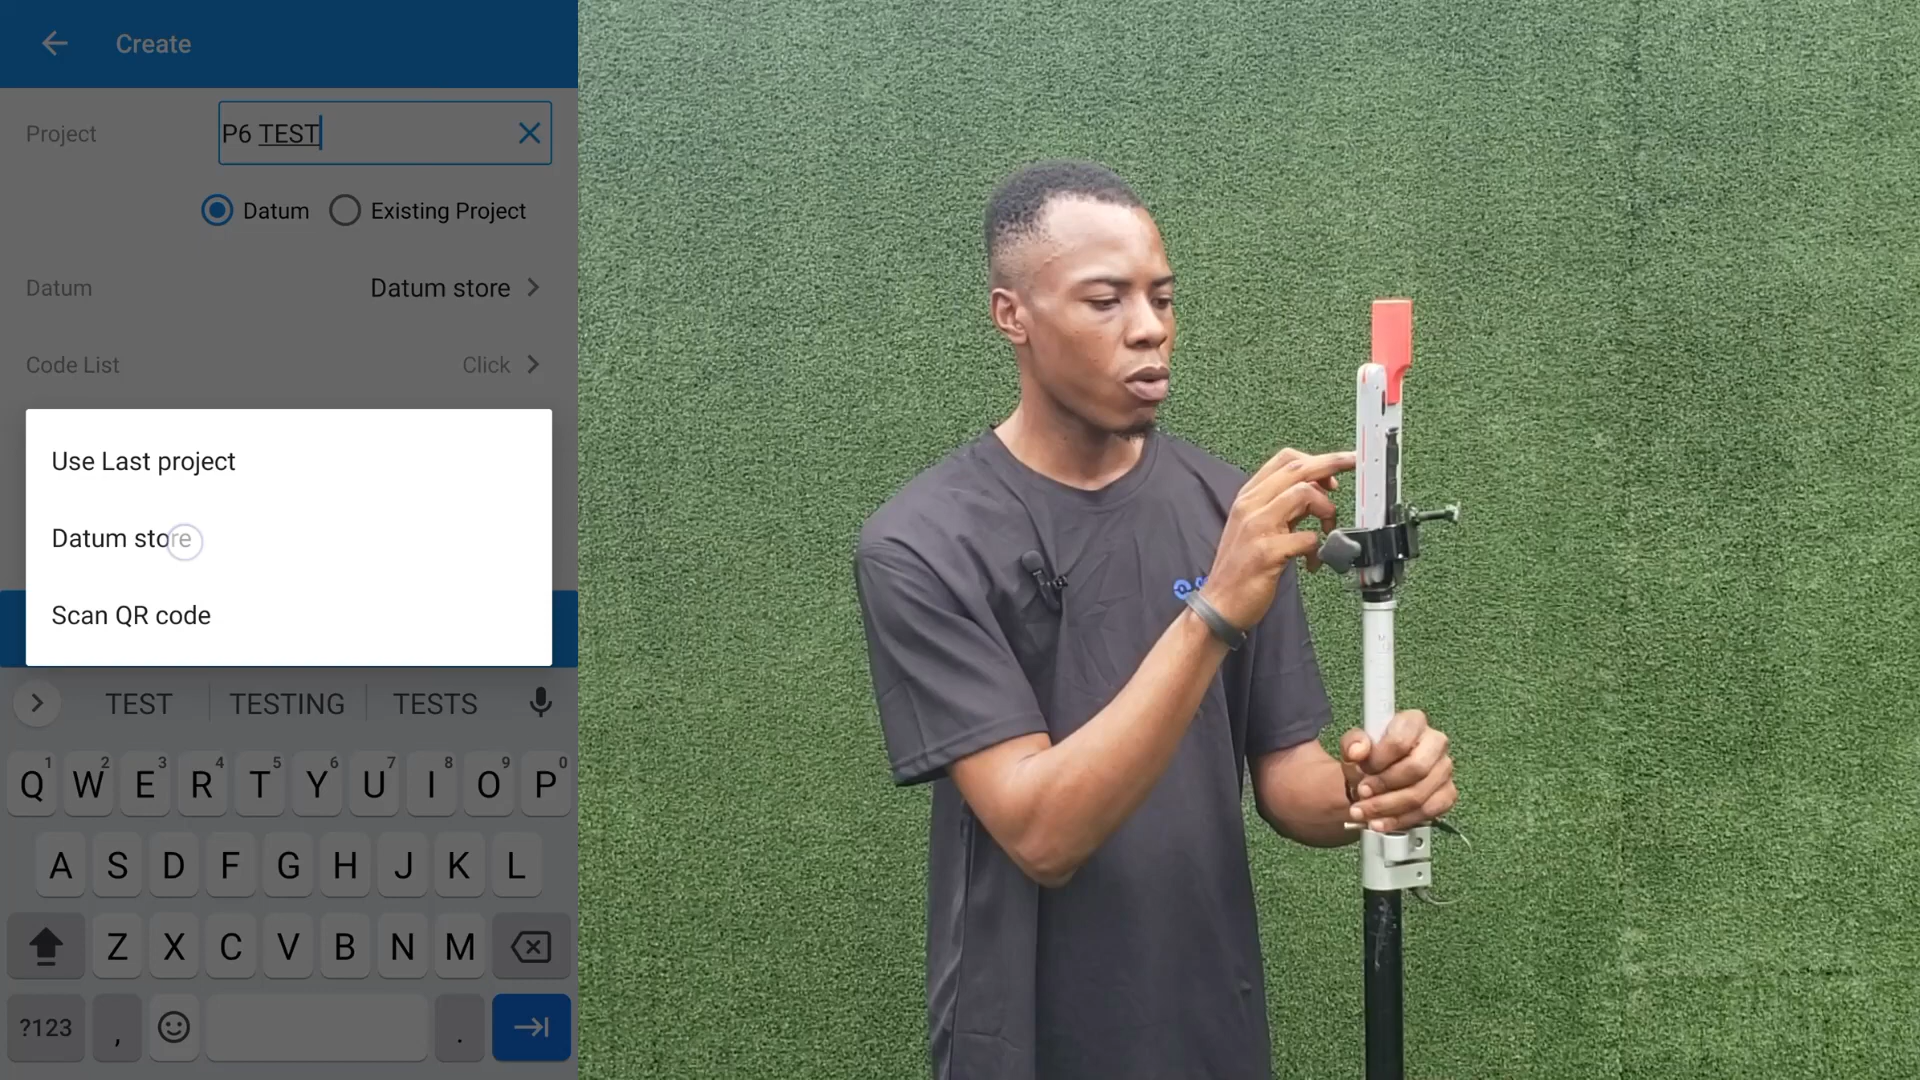 Create
Project
P6 TEST
Datum
Existing Project
Datum
Datum store
Code List
Click
Use Last project
Datum store
Scan QR code
TEST
TESTING
TESTS
1 2 3 4 5 6 7 8 9 0
Q W E R T Y U I O P
A S D F G H J K L
Z X C V B N M
?123 , .